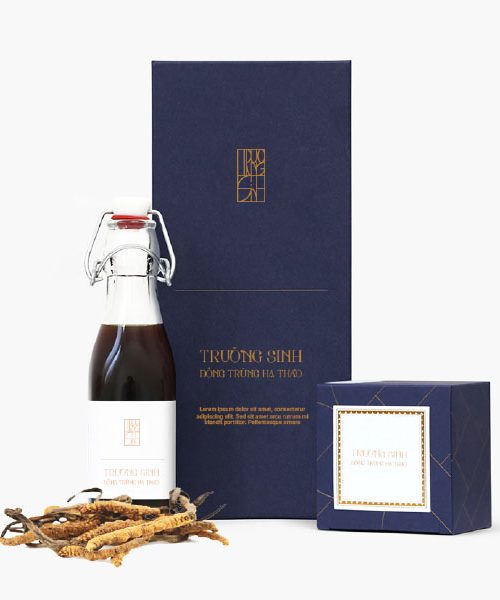 TRUÒNG SINH
ĐÔNG TRÙNG HẠ THẢO
Lorem ipsum dolor sit amet, consectetur
adipiscing elit. Sed sit amet arcu rutrum mi
blandit porttitor. Pellentesque ornare
TRƯỜNG SINH
ĐÔNG TRÙNG HẠ THẢO
TRƯỜNG SINH
ĐÔNG TRÙNG HẠ THẢO